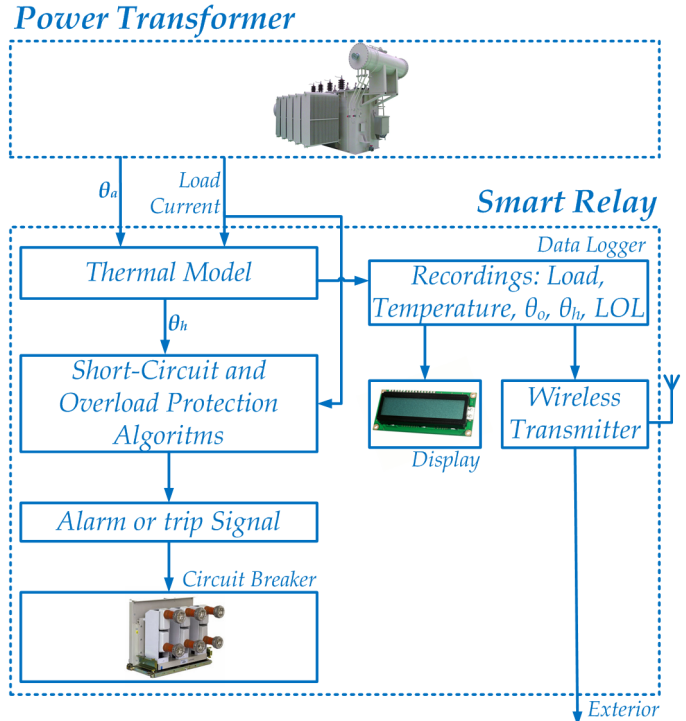 Power Transformer
θa
Load
Current
Smart Relay
Data Logger
Thermal Model
Recordings: Load,
Temperature, θo, θh, LOL
θh
Short-Circuit and
Overload Protection
Algoritms
Wireless
Transmitter
Display
Alarm or trip Signal
Circuit Breaker
Exterior